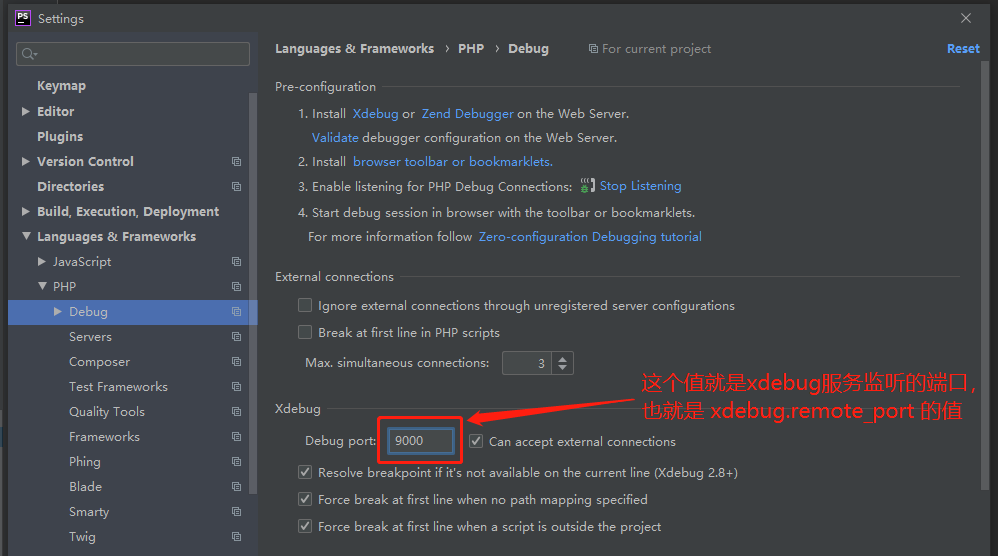 PS Settings
Keymap
Editor
Plugins
Version Control
Directories
Build, Execution, Deployment
Languages & Frameworks
JavaScript
PHP
Debug
Servers
Composer
Test Frameworks
Quality Tools
Frameworks
Phing
Blade
Smarty
Twig
Languages & Frameworks › PHP › Debug For current project Reset
Pre-configuration
1. Install Xdebug or Zend Debugger on the Web Server.
Validate debugger configuration on the Web Server.
2. Install browser toolbar or bookmarklets.
3. Enable listening for PHP Debug Connections: Stop Listening
4. Start debug session in browser with the toolbar or bookmarklets.
For more information follow Zero-configuration Debugging tutorial
External connections
Ignore external connections through unregistered server configurations
Break at first line in PHP scripts
Max. simultaneous connections: 3
这个值就是xdebug服务监听的端口，
也就是 xdebug.remote_port 的值
Xdebug
Debug port: 9000 Can accept external connections
Resolve breakpoint if it's not available on the current line (Xdebug 2.8+)
Force break at first line when no path mapping specified
Force break at first line when a script is outside the project